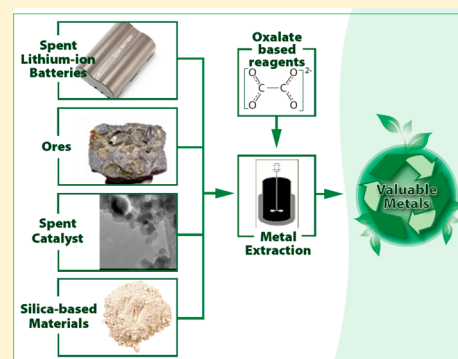 Spent
Lithium-ion
Batteries
Ores
Spent
Catalyst
Silica-based
Materials
Oxalate
based
reagents
2-
O
O
C
C
O
O
Metal
Extraction
Valuable
Metals